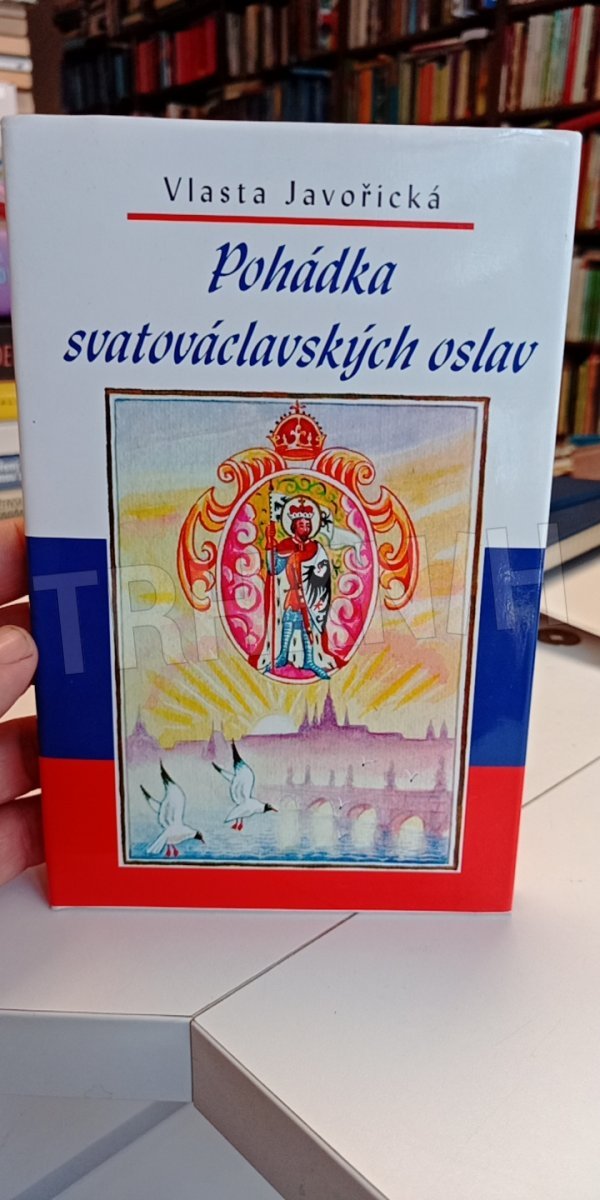 Vlasta Javořická
Pohádka
svatováclavských oslav